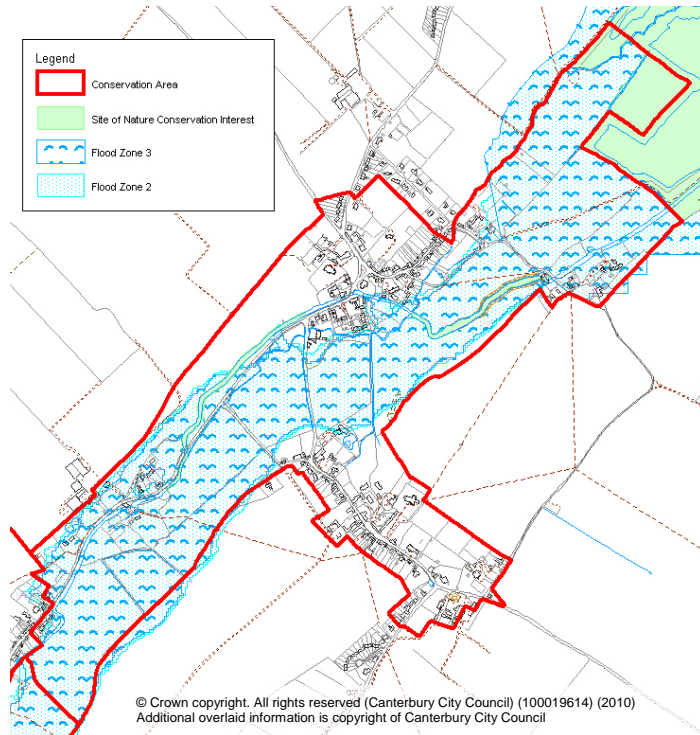 Legend
Conservation Area
Site of Nature Conservation Interest
Flood Zone 3
Flood Zone 2
© Crown copyright. All rights reserved (Canterbury City Council) (100019614) (2010)
Additional overlaid information is copyright of Canterbury City Council